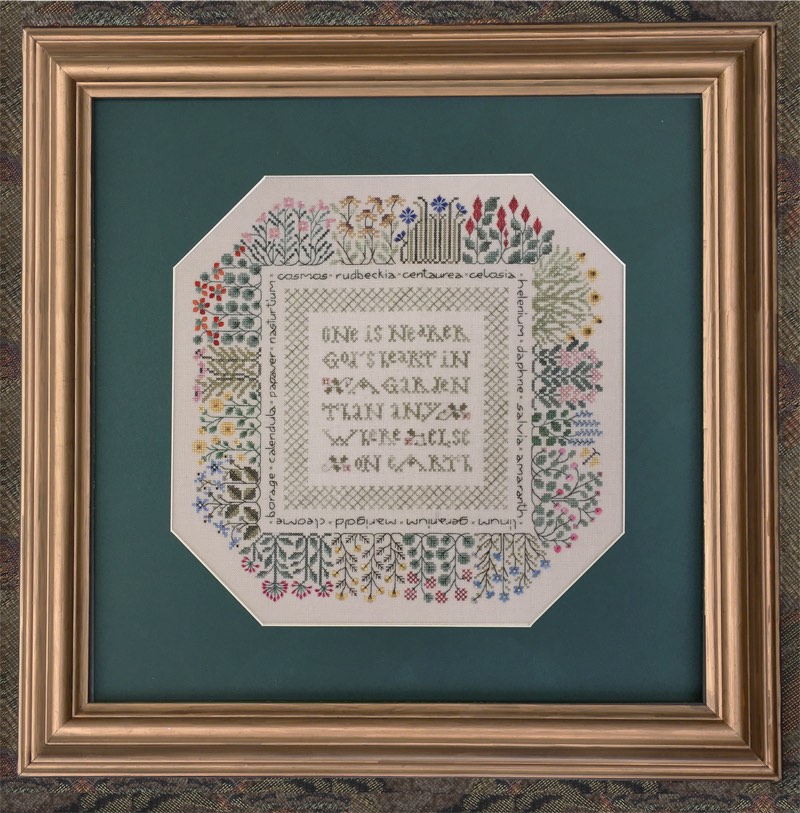 cosmos · rudbeckia · centaurea · celosia
helenium · daphne · salvia · amaranth
linum · geranium · marigold · cleome
borage · calendula · papaver · nasturtium
ONE IS NEARER
GOD'S HEART IN
A GARDEN
THAN ANY
WHERE ELSE
ON EARTH